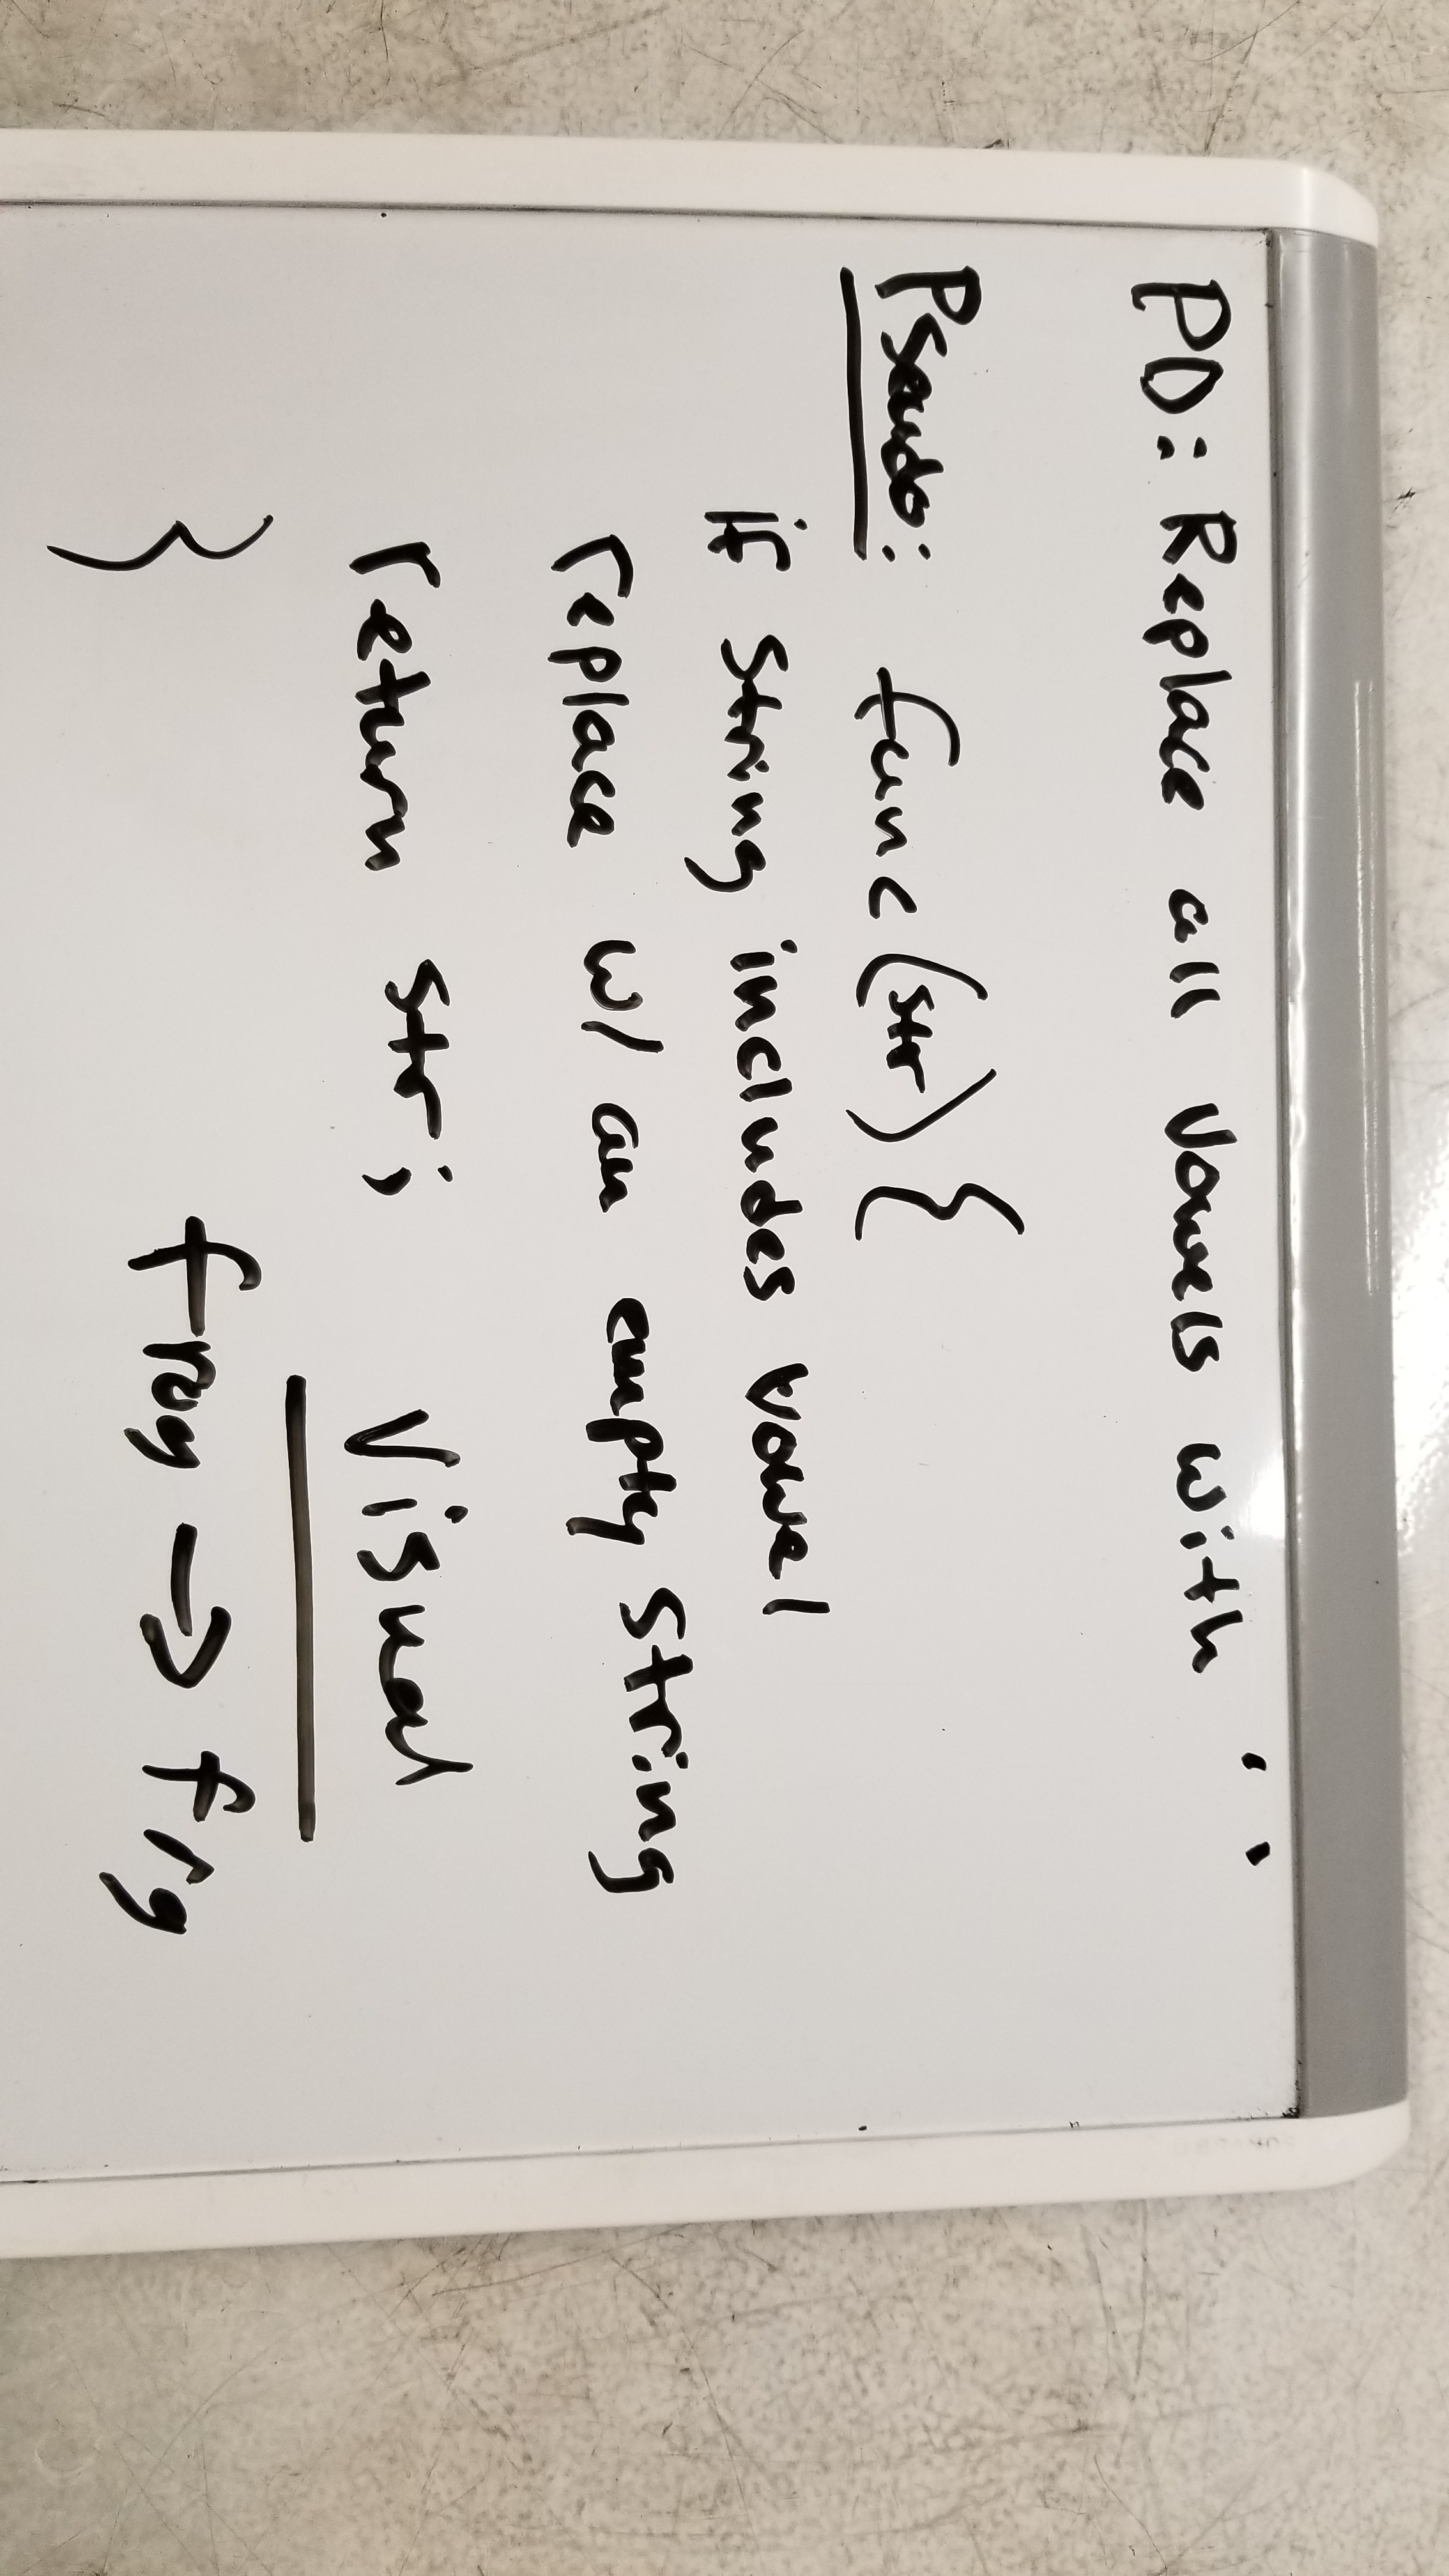 PD: Replace all vowels with ' '
Pseudo: func (str) {
if string includes vowel
replace w/ an empty string
return str;
}
Visual
frog → frg